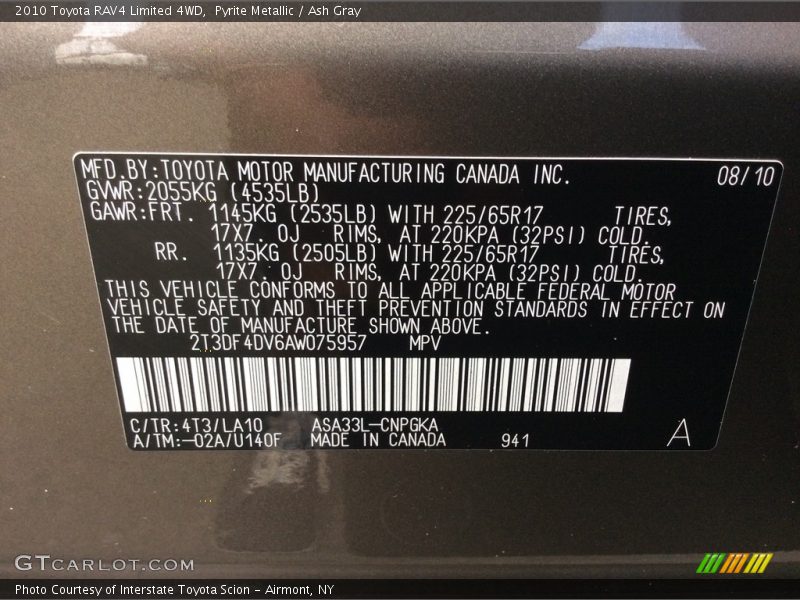 2010 Toyota RAV4 Limited 4WD,  Pyrite Metallic / Ash Gray
MFD.BY:TOYOTA MOTOR MANUFACTURING CANADA INC. 08/10
GVWR:2055KG (4535LB)
GAWR:FRT. 1145KG (2535LB) WITH 225/65R17 TIRES,
17X7. 0J RIMS, AT 220KPA (32PSI) COLD.
RR. 1135KG (2505LB) WITH 225/65R17 TIRES,
17X7. 0J RIMS, AT 220KPA (32PSI) COLD.
THIS VEHICLE CONFORMS TO ALL APPLICABLE FEDERAL MOTOR
VEHICLE SAFETY AND THEFT PREVENTION STANDARDS IN EFFECT ON
THE DATE OF MANUFACTURE SHOWN ABOVE.
2T3DF4DV6AW075957 MPV
C/TR:4T3/LA10 ASA33L-CNPGKA
A/TM:-02A/U140F MADE IN CANADA 941 A
GTCARLOT.COM
Photo Courtesy of Interstate Toyota Scion - Airmont, NY